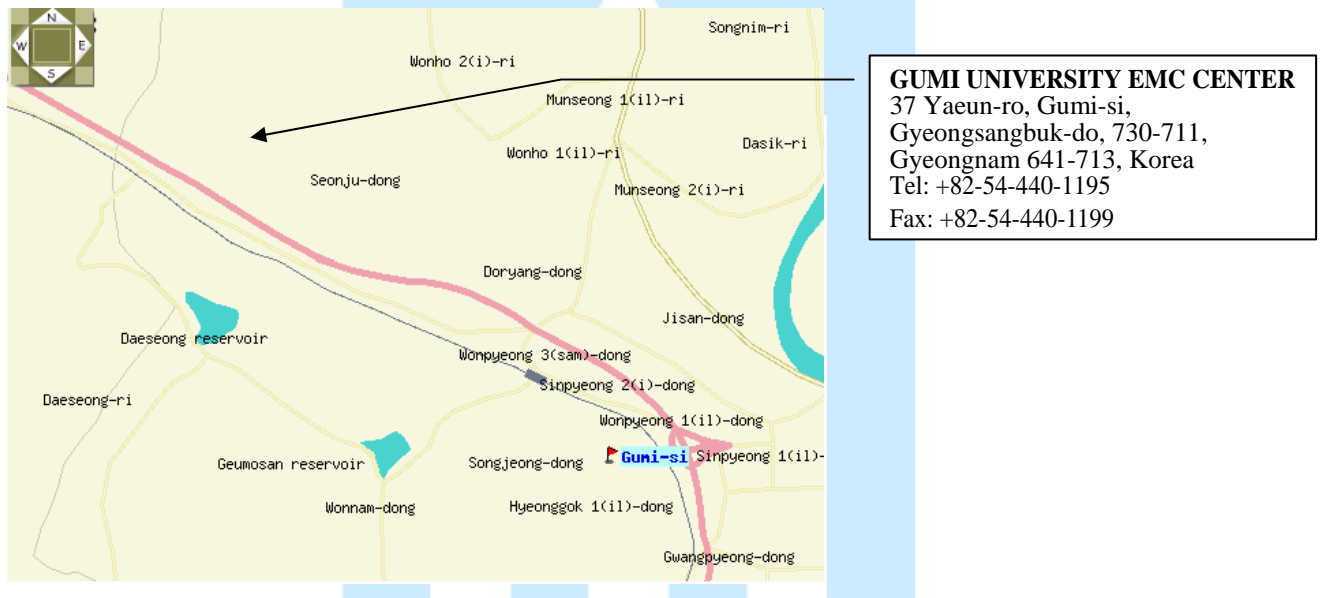 N
W E
S
Songnim-ri
Wonho 2(i)-ri
Munseong 1(il)-ri
Dasik-ri
Wonho 1(il)-ri
Seonju-dong
Munseong 2(i)-ri
Doryang-dong
Jisan-dong
Daeseong reservoir
Wonpyeong 3(sam)-dong
Sinpyeong 2(i)-dong
Daeseong-ri
Wonpyeong 1(il)-dong
Gumi-si
Sinpyeong 1(il)-
Geumosan reservoir
Songjeong-dong
Wonnam-dong
Hyeonggok 1(il)-dong
Gwangpyeong-dong
GUMI UNIVERSITY EMC CENTER
37 Yaeun-ro, Gumi-si,
Gyeongsangbuk-do, 730-711,
Gyeongnam 641-713, Korea
Tel: +82-54-440-1195
Fax: +82-54-440-1199